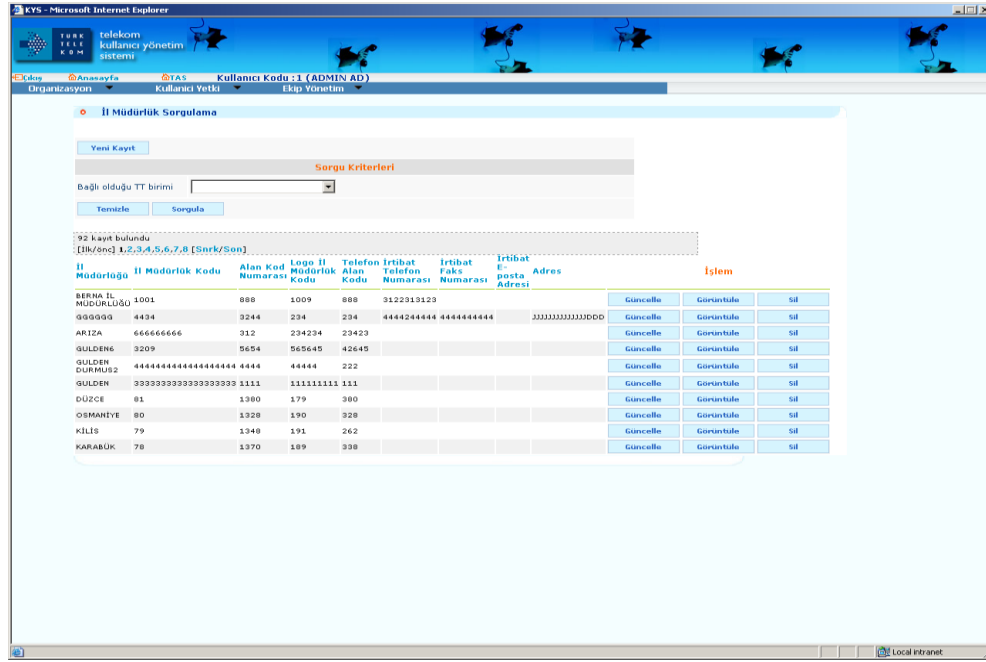 KYS - Microsoft Internet Explorer
TURK
TELE
KOM
telekom
kullanıcı yönetim
sistemi
Çıkış Anasayfa TAS Kullanıcı Kodu :1 (ADMIN AD)
Organizasyon Kullanici Yetki Ekip Yönetim
İl Müdürlük Sorgulama
Yeni Kayıt
Sorgu Kriterleri
Bağlı olduğu TT birimi
Temizle Sorgula
92 kayıt bulundu
[İlk/önc] 1,2,3,4,5,6,7,8 [Snrk/Son]
İl Müdürlüğü İl Müdürlük Kodu Alan Kod Numarası Logo İl Müdürlük Kodu Telefon Alan Kodu İrtibat Telefon Numarası İrtibat Faks Numarası İrtibat E-posta Adresi Adres İşlem
BERNA İL MÜDÜRLÜĞÜ 1001 888 1009 888 3122313123 Güncelle Görüntüle Sil
GGGGGG 4434 3244 234 234 4444244444 4444444444 JJJJJJJJJJJJJJDDD Güncelle Görüntüle Sil
ARIZA 666666666 312 234234 23423 Güncelle Görüntüle Sil
GULDEN6 3209 5654 565645 42645 Güncelle Görüntüle Sil
GULDEN DURMUS2 4444444444444444444 4444 44444 222 Güncelle Görüntüle Sil
GULDEN 3333333333333333333 1111 111111111 111 Güncelle Görüntüle Sil
DÜZCE 81 1380 179 380 Güncelle Görüntüle Sil
OSMANİYE 80 1328 190 328 Güncelle Görüntüle Sil
KİLİS 79 1348 191 262 Güncelle Görüntüle Sil
KARABÜK 78 1370 189 338 Güncelle Görüntüle Sil
Local intranet